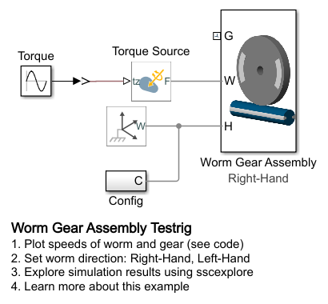 G
Torque
Torque Source
tz
F
W
W
H
C
Config
Worm Gear Assembly
Right-Hand
Worm Gear Assembly Testrig
1. Plot speeds of worm and gear (see code)
2. Set worm direction: Right-Hand, Left-Hand
3. Explore simulation results using sscexplore
4. Learn more about this example